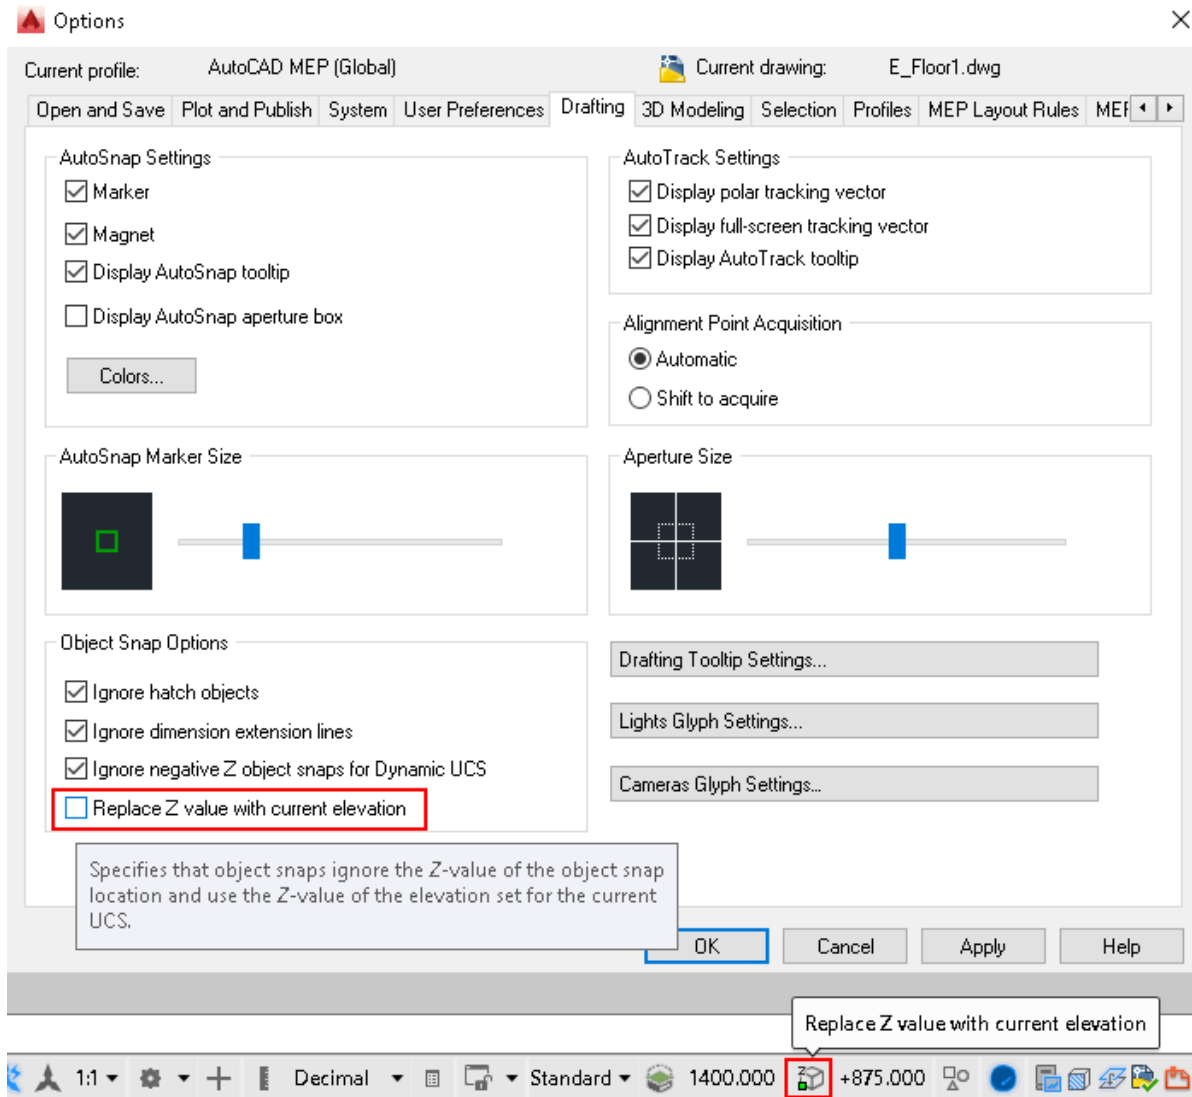 Options
Current profile: AutoCAD MEP (Global) Current drawing: E_Floor1.dwg
Open and Save Plot and Publish System User Preferences Drafting 3D Modeling Selection Profiles MEP Layout Rules
AutoSnap Settings
Marker
Magnet
Display AutoSnap tooltip
Display AutoSnap aperture box
Colors...
AutoTrack Settings
Display polar tracking vector
Display full-screen tracking vector
Display AutoTrack tooltip
Alignment Point Acquisition
Automatic
Shift to acquire
AutoSnap Marker Size
Aperture Size
Object Snap Options
Ignore hatch objects
Ignore dimension extension lines
Ignore negative Z object snaps for Dynamic UCS
Replace Z value with current elevation
Drafting Tooltip Settings...
Lights Glyph Settings...
Cameras Glyph Settings...
Specifies that object snaps ignore the Z-value of the object snap
location and use the Z-value of the elevation set for the current
UCS.
OK Cancel Apply Help
Replace Z value with current elevation
1:1 Decimal Standard 1400.000 +875.000